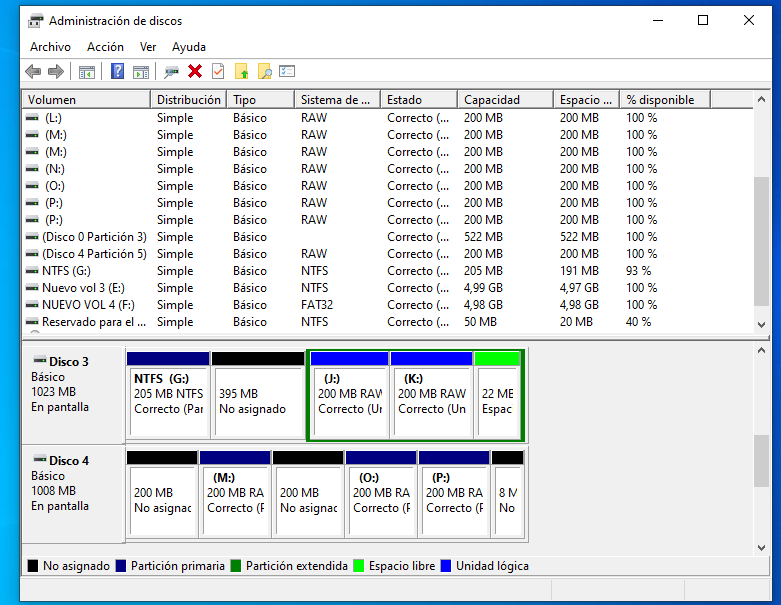 Administración de discos
Archivo Acción Ver Ayuda
Volumen Distribución Tipo Sistema de ... Estado Capacidad Espacio ... % disponible
(L:) Simple Básico RAW Correcto (... 200 MB 200 MB 100 %
(M:) Simple Básico RAW Correcto (... 200 MB 200 MB 100 %
(M:) Simple Básico RAW Correcto (... 200 MB 200 MB 100 %
(N:) Simple Básico RAW Correcto (... 200 MB 200 MB 100 %
(O:) Simple Básico RAW Correcto (... 200 MB 200 MB 100 %
(P:) Simple Básico RAW Correcto (... 200 MB 200 MB 100 %
(P:) Simple Básico RAW Correcto (... 200 MB 200 MB 100 %
(Disco 0 Partición 3) Simple Básico Correcto (... 522 MB 522 MB 100 %
(Disco 4 Partición 5) Simple Básico RAW Correcto (... 200 MB 200 MB 100 %
NTFS (G:) Simple Básico NTFS Correcto (... 205 MB 191 MB 93 %
Nuevo vol 3 (E:) Simple Básico NTFS Correcto (... 4,99 GB 4,97 GB 100 %
NUEVO VOL 4 (F:) Simple Básico FAT32 Correcto (... 4,98 GB 4,98 GB 100 %
Reservado para el ... Simple Básico NTFS Correcto (... 50 MB 20 MB 40 %
Disco 3
Básico
1023 MB
En pantalla
NTFS (G:)
205 MB NTFS
Correcto (Par
395 MB
No asignado
(J:)
200 MB RAW
Correcto (Un
(K:)
200 MB RAW
Correcto (Un
22 MB
Espac
Disco 4
Básico
1008 MB
En pantalla
200 MB
No asignac
(M:)
200 MB RA
Correcto (F
200 MB
No asignac
(O:)
200 MB RA
Correcto (F
(P:)
200 MB RA
Correcto (F
8 M
No
No asignado Partición primaria Partición extendida Espacio libre Unidad lógica